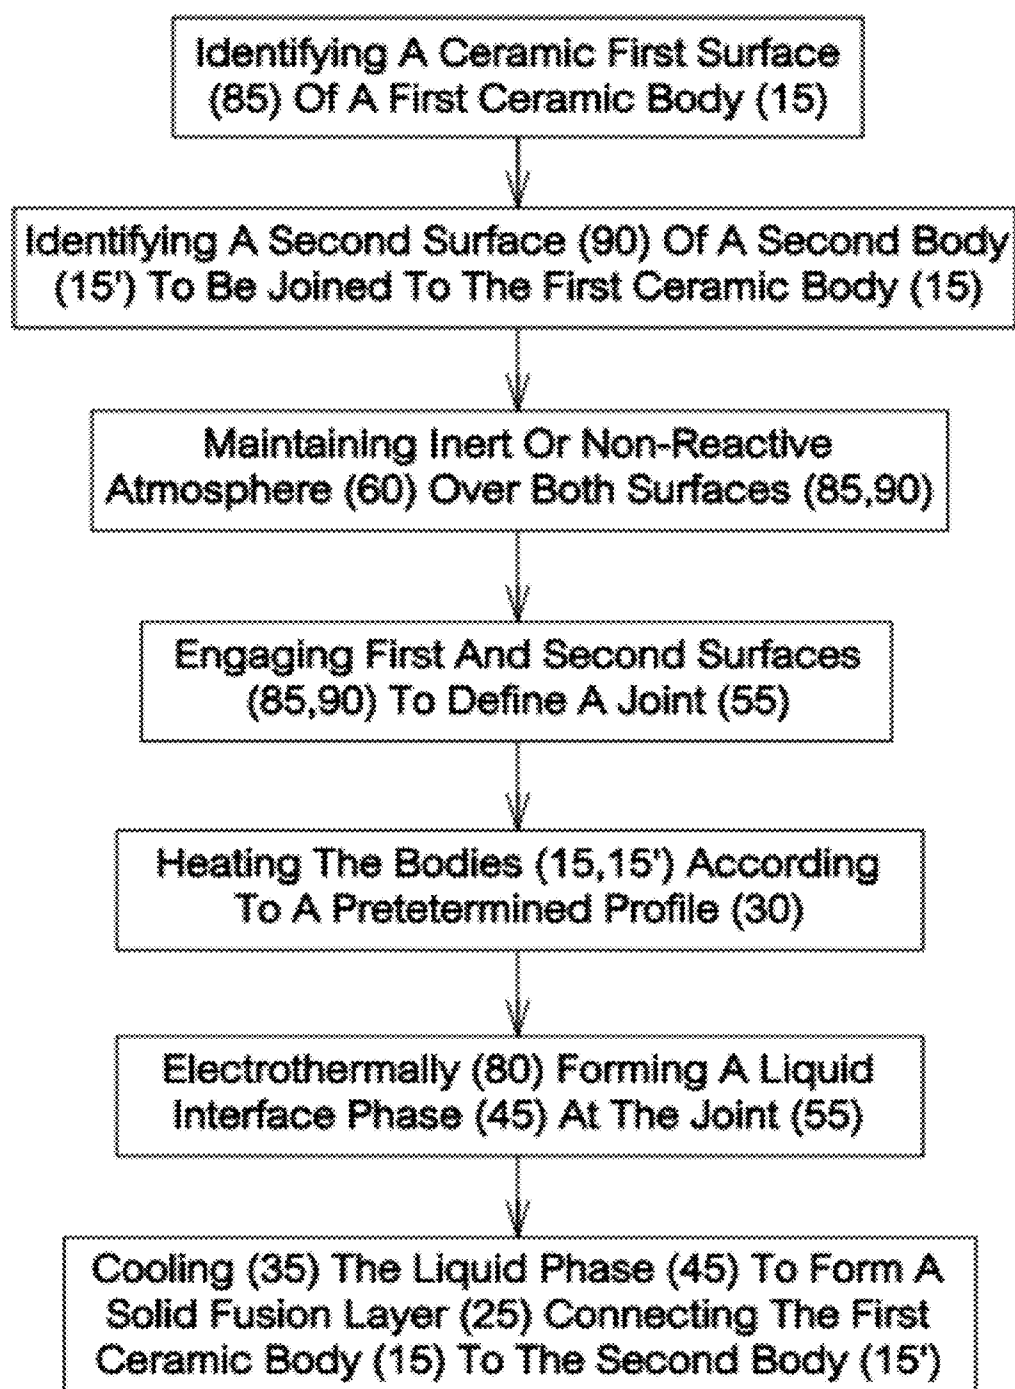 Identifying A Ceramic First Surface
(85) Of A First Ceramic Body (15)
Identifying A Second Surface (90) Of A Second Body
(15') To Be Joined To The First Ceramic Body (15)
Maintaining Inert Or Non-Reactive
Atmosphere (60) Over Both Surfaces (85,90)
Engaging First And Second Surfaces
(85,90) To Define A Joint (55)
Heating The Bodies (15,15') According
To A Pretetermined Profile (30)
Electrothermally (80) Forming A Liquid
Interface Phase (45) At The Joint (55)
Cooling (35) The Liquid Phase (45) To Form A
Solid Fusion Layer (25) Connecting The First
Ceramic Body (15) To The Second Body (15')